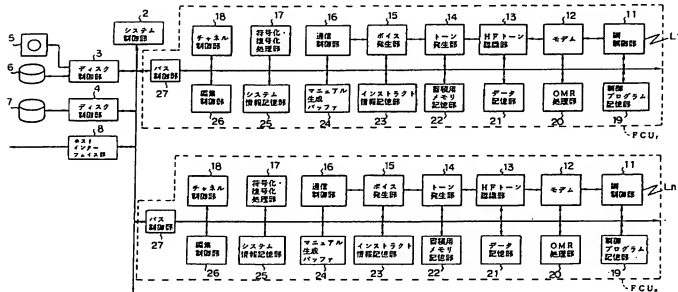 2
システム
制御部
5
3
ディスク
制御部
6
4
ディスク
制御部
7
8
ホスト
インター
フェイス部
18
チャネル
制御部
17
符号化・
復号化
処理部
16
通信
制御部
15
ボイス
発生部
14
トーン
発生部
13
HFトーン
認識部
12
モデム
11
網
制御部
L1
バス
制御部
27
編集
制御部
26
システム
情報記憶部
25
マニュアル
生成
バッファ
24
インストラクト
情報記憶部
23
蓄積用
メモリ
記憶部
22
データ
記憶部
21
OMR
処理部
20
制御
プログラム
記憶部
19
FCU1
18
チャネル
制御部
17
符号化・
復号化
処理部
16
通信
制御部
15
ボイス
発生部
14
トーン
発生部
13
HFトーン
認識部
12
モデム
11
網
制御部
Ln
バス
制御部
27
編集
制御部
26
システム
情報記憶部
25
マニュアル
生成
バッファ
24
インストラクト
情報記憶部
23
蓄積用
メモリ
記憶部
22
データ
記憶部
21
OMR
処理部
20
制御
プログラム
記憶部
19
FCUn